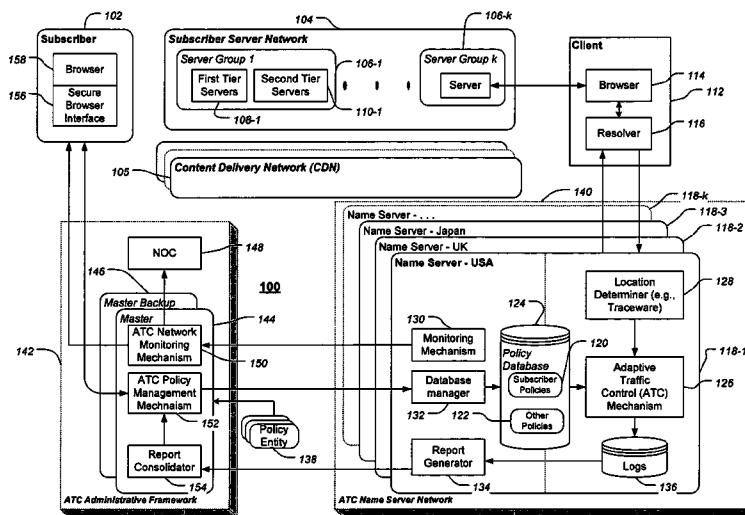 102
Subscriber
158
Browser
156
Secure
Browser
Interface
104
Subscriber Server Network
Server Group 1
106-1
First Tier
Servers
Second Tier
Servers
108-1
110-1
106-k
Server Group k
Server
Client
Browser
114
112
Resolver
116
105
Content Delivery Network (CDN)
140
118-k
118-3
118-2
Name Server - . . .
Name Server - Japan
Name Server - UK
Name Server - USA
NOC
148
146
100
Master Backup
144
Master
142
ATC Network
Monitoring
Mechanism
150
ATC Policy
Management
Mechnaism
152
Policy
Entity
138
Report
Consolidator
154
ATC Administrative Framework
130
Monitoring
Mechanism
124
Policy
Database
120
Subscriber
Policies
Database
manager
132
122
Other
Policies
Location
Determiner (e.g.,
Traceware)
128
118-1
Adaptive
Traffic
Control (ATC)
Mechanism
126
Report
Generator
134
Logs
136
ATC Name Server Network